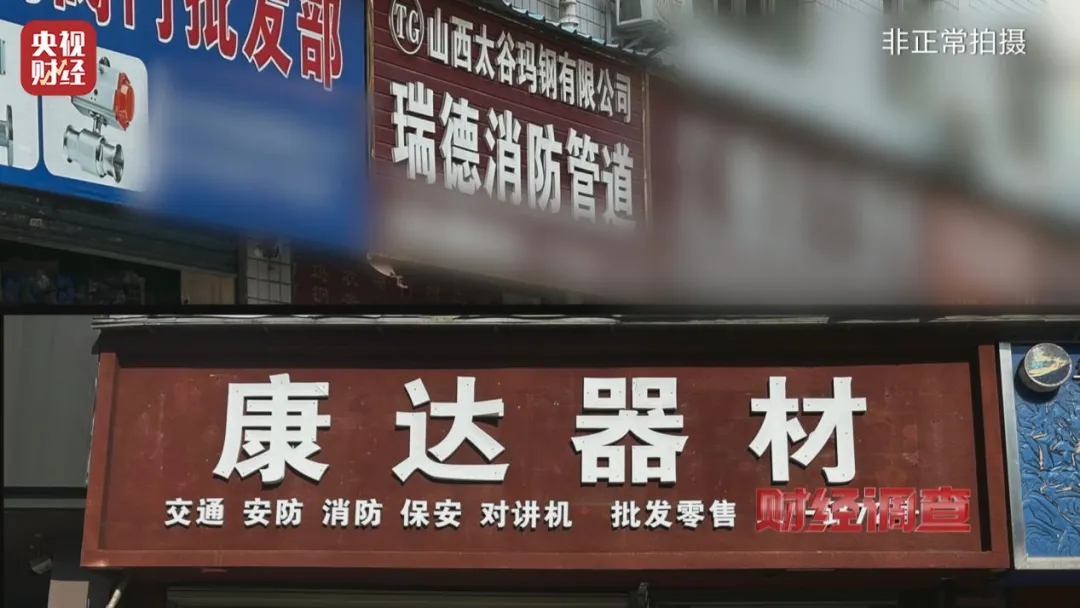 央视
财经
非正常拍摄
批发部
TG 山西太谷玛钢有限公司
瑞德消防管道
康达器材
交通 安防 消防 保安 对讲机 批发零售
财经调查